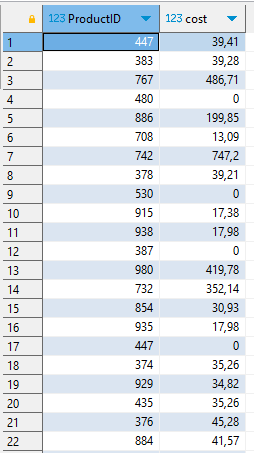 123 ProductID 123 cost
1 447 39,41
2 383 39,28
3 767 486,71
4 480 0
5 886 199,85
6 708 13,09
7 742 747,2
8 378 39,21
9 530 0
10 915 17,38
11 938 17,98
12 387 0
13 980 419,78
14 732 352,14
15 854 30,93
16 935 17,98
17 447 0
18 374 35,26
19 929 34,82
20 435 35,26
21 376 45,28
22 884 41,57